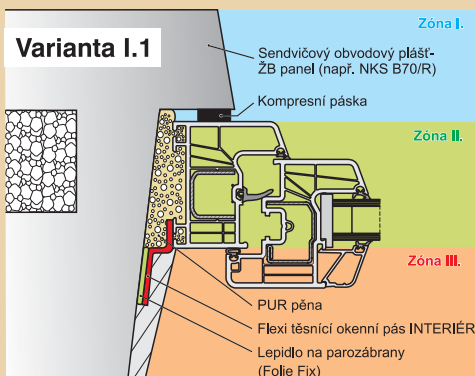 Varianta I.1
Zóna I.
Sendvičový obvodový plášť-
ŽB panel (např. NKS B70/R)
Kompresní páska
Zóna II.
Zóna III.
PUR pěna
Flexi těsnící okenní pás INTERIÉR
Lepidlo na parozábrany
(Folie Fix)